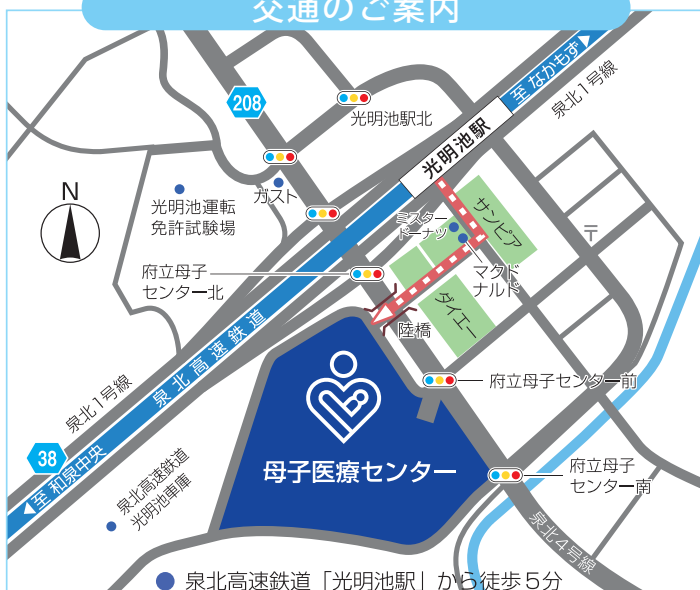 交通のご案内
至なかもず
泉北1号線
208
光明池駅北
光明池駅
N
光明池運転
免許試験場
ガスト
ミスター
ドーナツ
サンピア
〒
マクド
ナルド
府立母子
センター北
ダイエー
陸橋
泉北高速鉄道
府立母子センター前
泉北1号線
38
至和泉中央
泉北高速鉄道
光明池車庫
母子医療センター
府立母子
センター南
泉北4号線
泉北高速鉄道「光明池駅」から徒歩5分